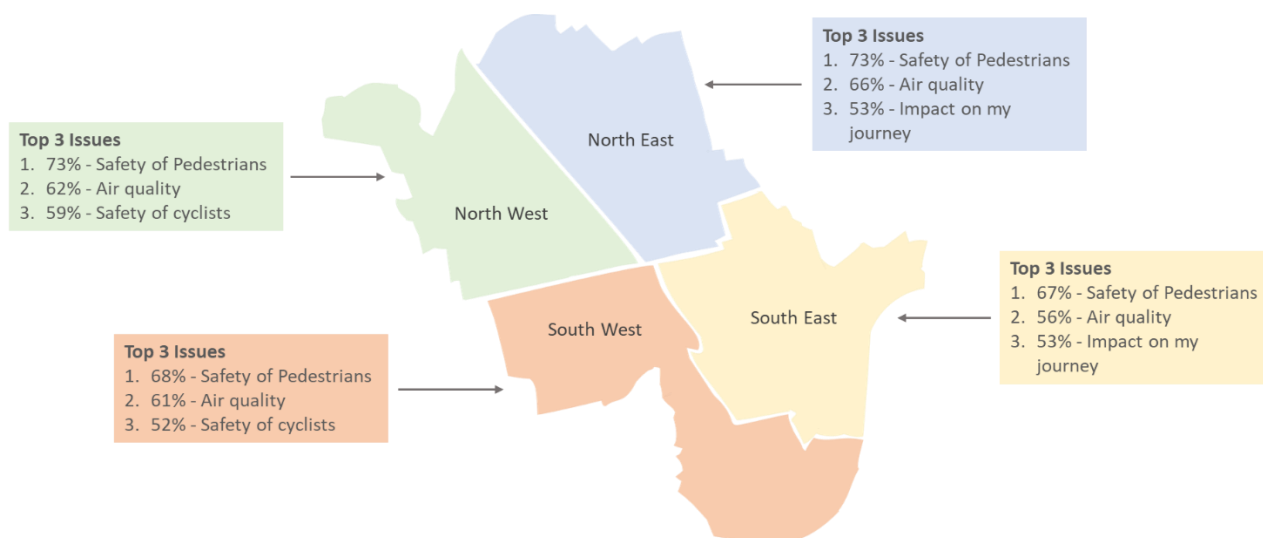 Top 3 Issues
1. 73% - Safety of Pedestrians
2. 66% - Air quality
3. 53% - Impact on my
journey
North East
Top 3 Issues
1. 73% - Safety of Pedestrians
2. 62% - Air quality
3. 59% - Safety of cyclists
North West
Top 3 Issues
1. 67% - Safety of Pedestrians
2. 56% - Air quality
3. 53% - Impact on my
journey
South East
South West
Top 3 Issues
1. 68% - Safety of Pedestrians
2. 61% - Air quality
3. 52% - Safety of cyclists